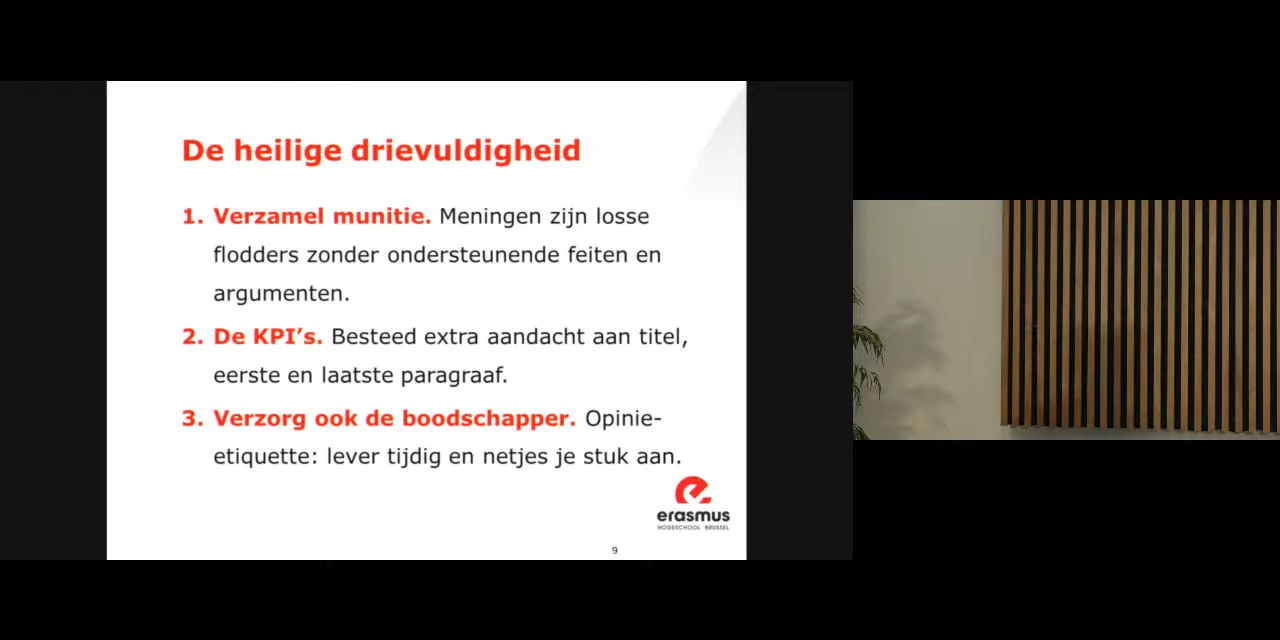 De heilige drievuldigheid
1. Verzamel munitie. Meningen zijn losse
flodders zonder ondersteunende feiten en
argumenten.
2. De KPI’s. Besteed extra aandacht aan titel,
eerste en laatste paragraaf.
3. Verzorg ook de boodschapper. Opinie-
etiquette: lever tijdig en netjes je stuk aan.
erasmus
HOGESCHOOL BRUSSEL
9